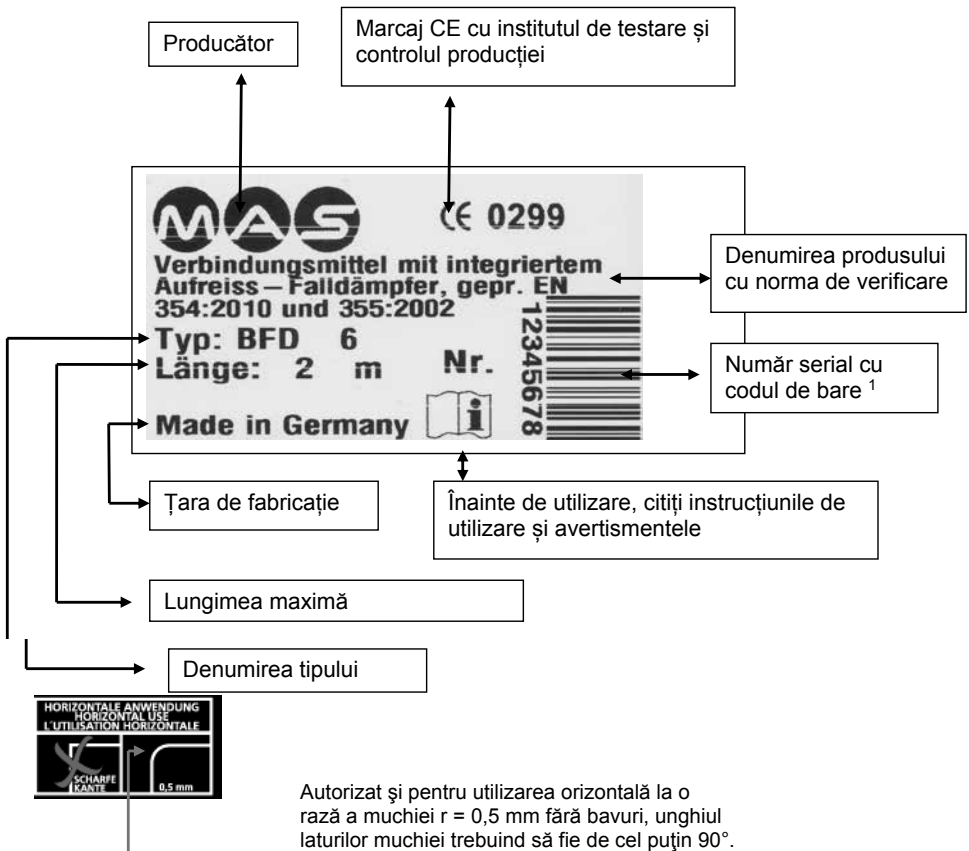 Producător
Marcaj CE cu institutul de testare și
controlul producției
MAS
CE 0299
Verbindungsmittel mit integriertem
Aufreiss – Falldämpfer, gepr. EN
354:2010 und 355:2002
Typ: BFD 6
Länge: 2 m
Nr.
12345678
Made in Germany
i
Denumirea produsului
cu norma de verificare
Număr serial cu
codul de bare 1
Țara de fabricație
Înainte de utilizare, citiți instrucțiunile de
utilizare și avertismentele
Lungimea maximă
Denumirea tipului
HORIZONTALE ANWENDUNG
HORIZONTAL USE
L'UTILISATION HORIZONTALE
SCHARFE
KANTE
0,5 mm
Autorizat şi pentru utilizarea orizontală la o
rază a muchiei r = 0,5 mm fără bavuri, unghiul
laturilor muchiei trebuind să fie de cel puţin 90°.